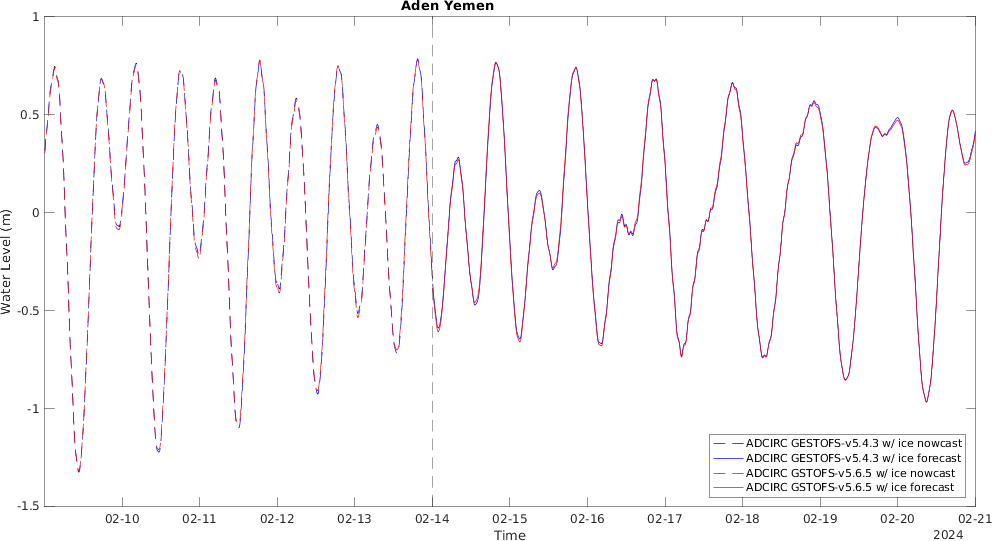 Aden Yemen
Water Level (m)
1
0.5
0
-0.5
-1
-1.5
ADCIRC GESTOFS-v5.4.3 w/ ice nowcast
ADCIRC GESTOFS-v5.4.3 w/ ice forecast
ADCIRC GSTOFS-v5.6.5 w/ ice nowcast
ADCIRC GSTOFS-v5.6.5 w/ ice forecast
02-10 02-11 02-12 02-13 02-14 02-15 02-16 02-17 02-18 02-19 02-20 02-21
Time
2024